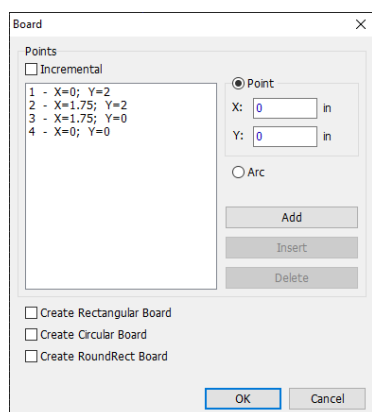 Board
Points
Incremental
1 - X=0; Y=2
2 - X=1.75; Y=2
3 - X=1.75; Y=0
4 - X=0; Y=0
Point
X: 0 in
Y: 0 in
Arc
Add
Insert
Delete
Create Rectangular Board
Create Circular Board
Create RoundRect Board
OK Cancel